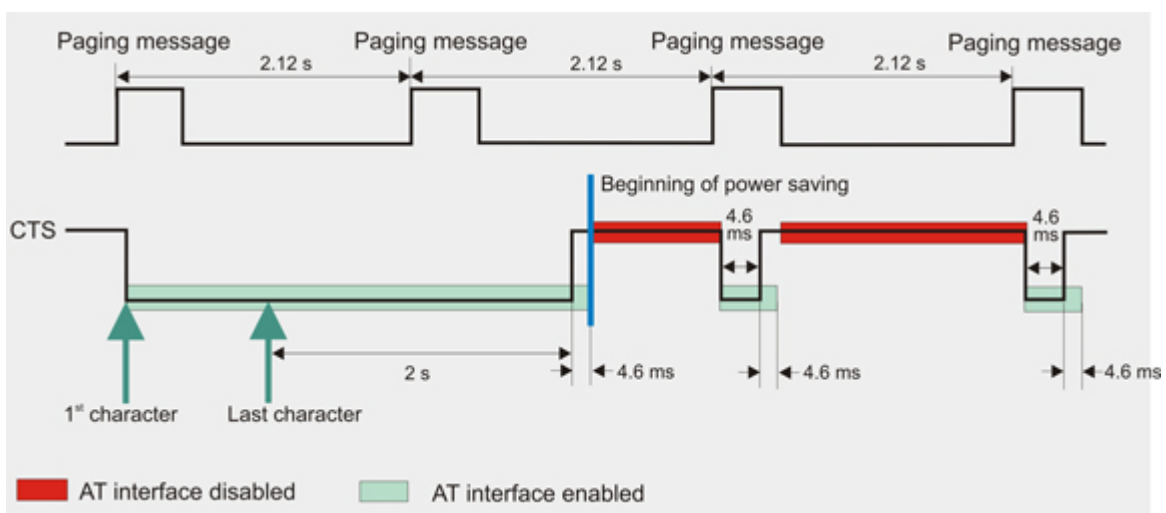 Paging message Paging message Paging message Paging message
2.12 s 2.12 s 2.12 s
Beginning of power saving
CTS
4.6
ms
4.6
ms
2 s
4.6 ms 4.6 ms 4.6 ms
1st character Last character
AT interface disabled AT interface enabled